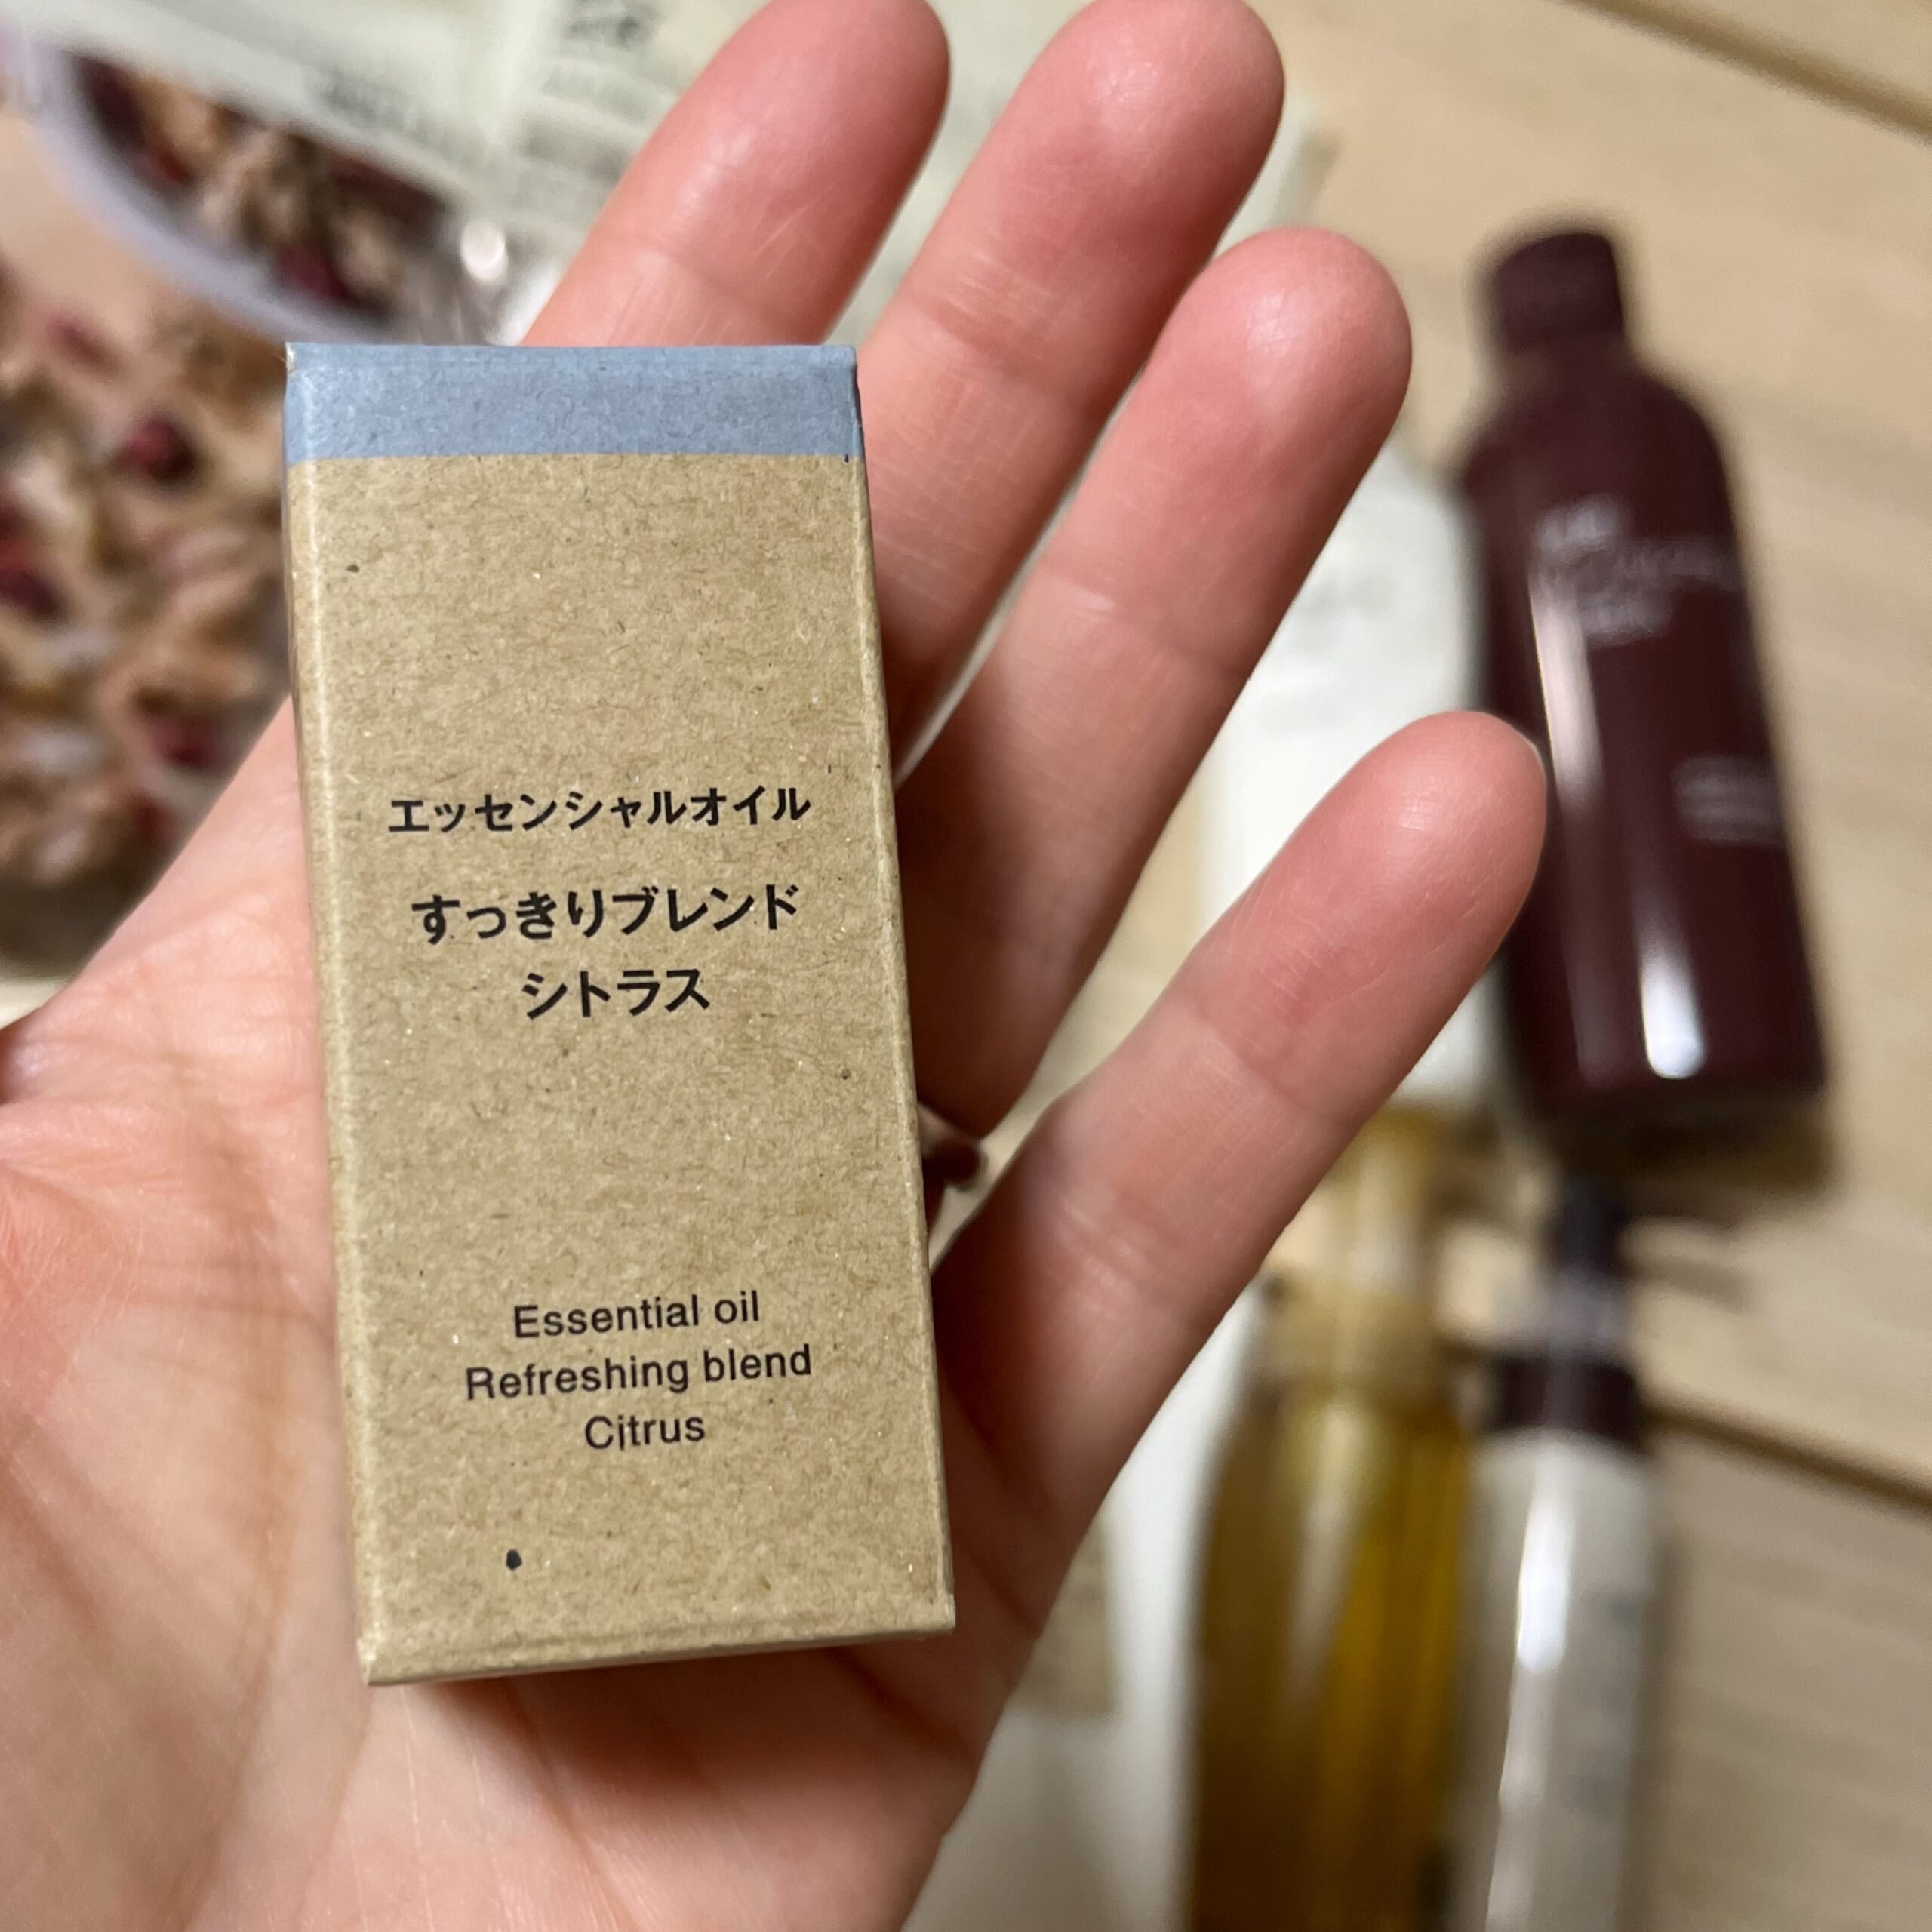 エッセンシャルオイル
すっきりブレンド
シトラス
Essential oil
Refreshing blend
Citrus